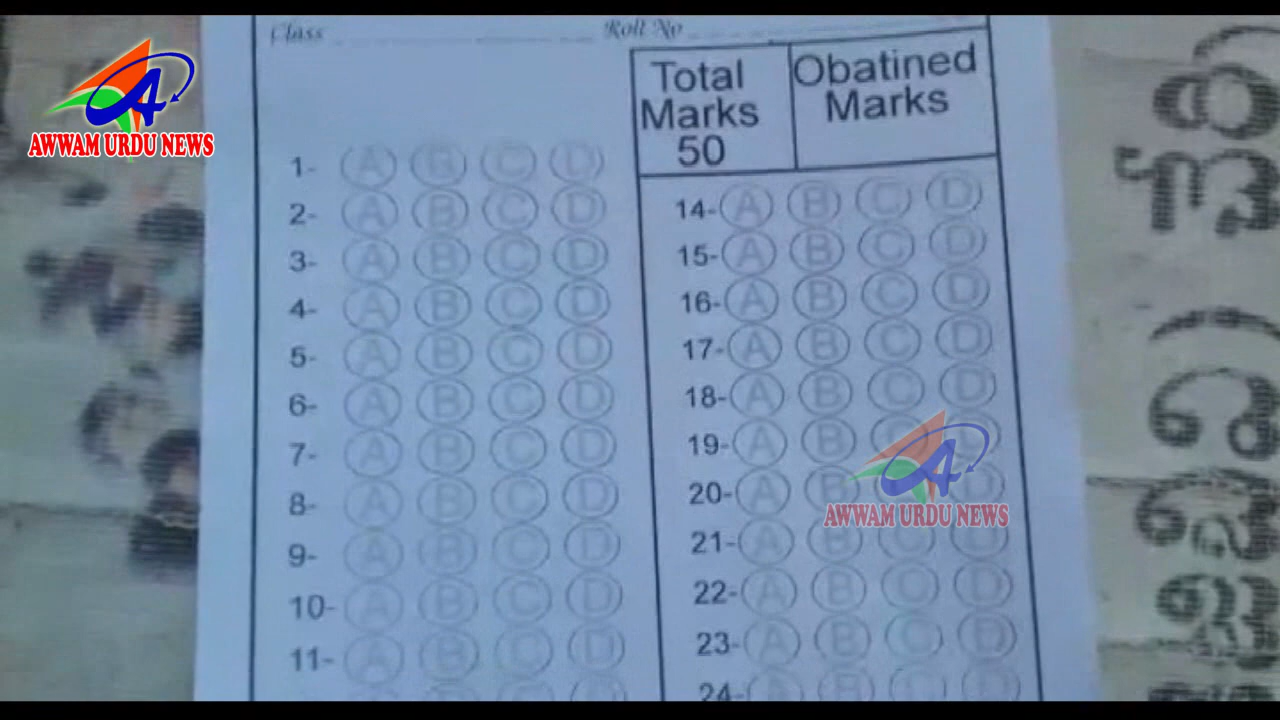 Class Roll No
AWWAM URDU NEWS
Total Marks 50
Obatined Marks
1- A B C D
2- A B C D
3- A B C D
4- A B C D
5- A B C D
6- A B C D
7- A B C D
8- A B C D
9- A B C D
10- A B C D
11- A B C D
14- A B C D
15- A B C D
16- A B C D
17- A B C D
18- A B C D
19- A B C D
20- A B C D
21- A B C D
22- A B C D
23- A B C D
24- A B C D
AWWAM URDU NEWS